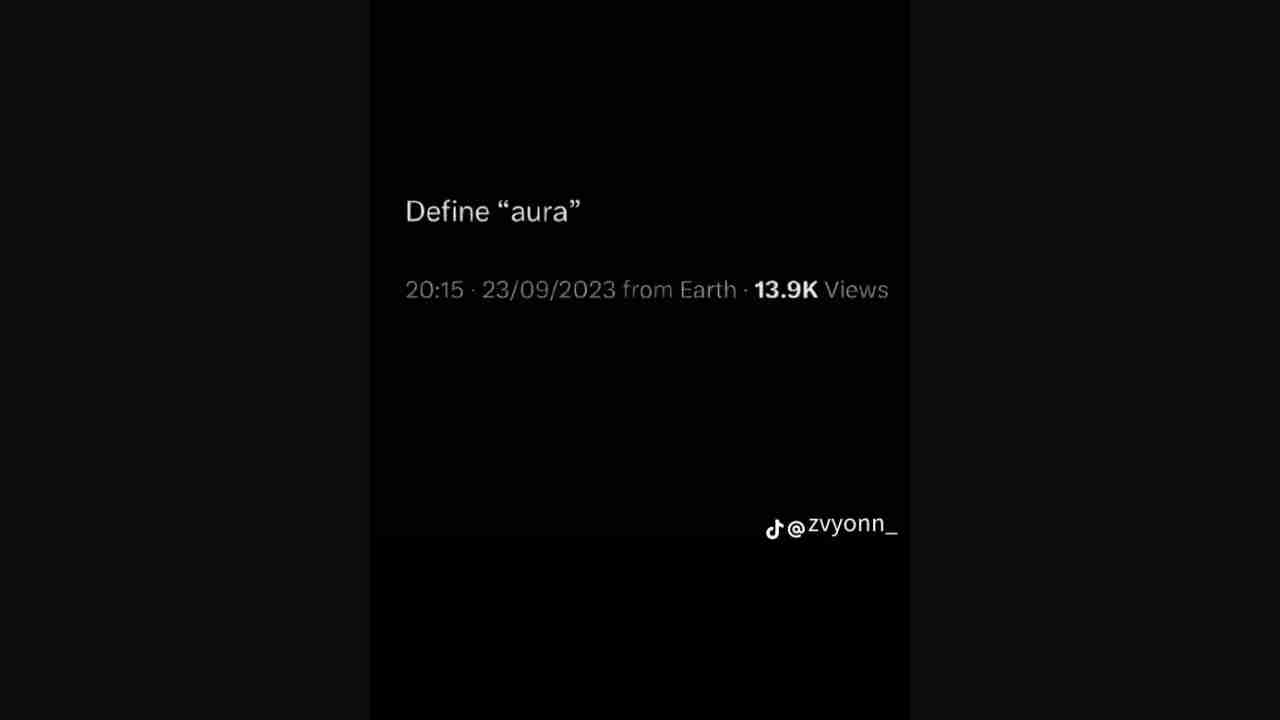 Define “aura”
20:15 · 23/09/2023 from Earth · 13.9K Views
@zvyonn_